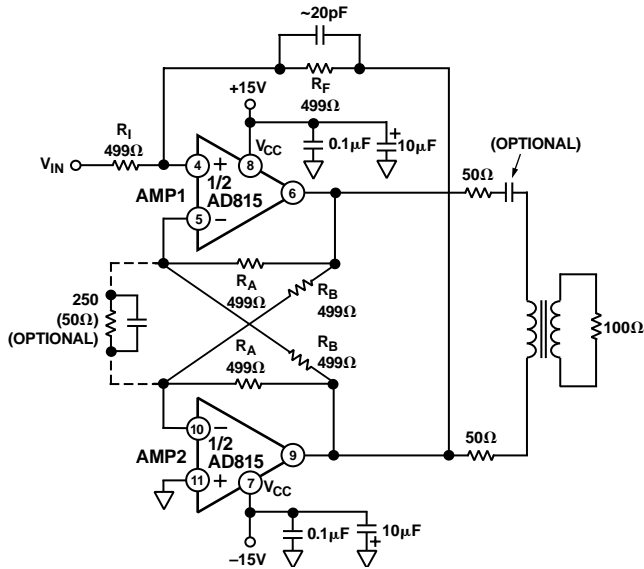 ~20pF
R_F
499Ω
+15V
R_I
499Ω
V_CC
0.1µF
+
10µF
(OPTIONAL)
V_IN
4
+
8
50Ω
1/2
AD815
6
AMP1
5
−
R_A
499Ω
R_B
499Ω
250
(50Ω)
(OPTIONAL)
100Ω
R_A
499Ω
R_B
499Ω
10
−
1/2
AD815
9
50Ω
AMP2
11
+
7
V_CC
0.1µF
10µF
+
−15V